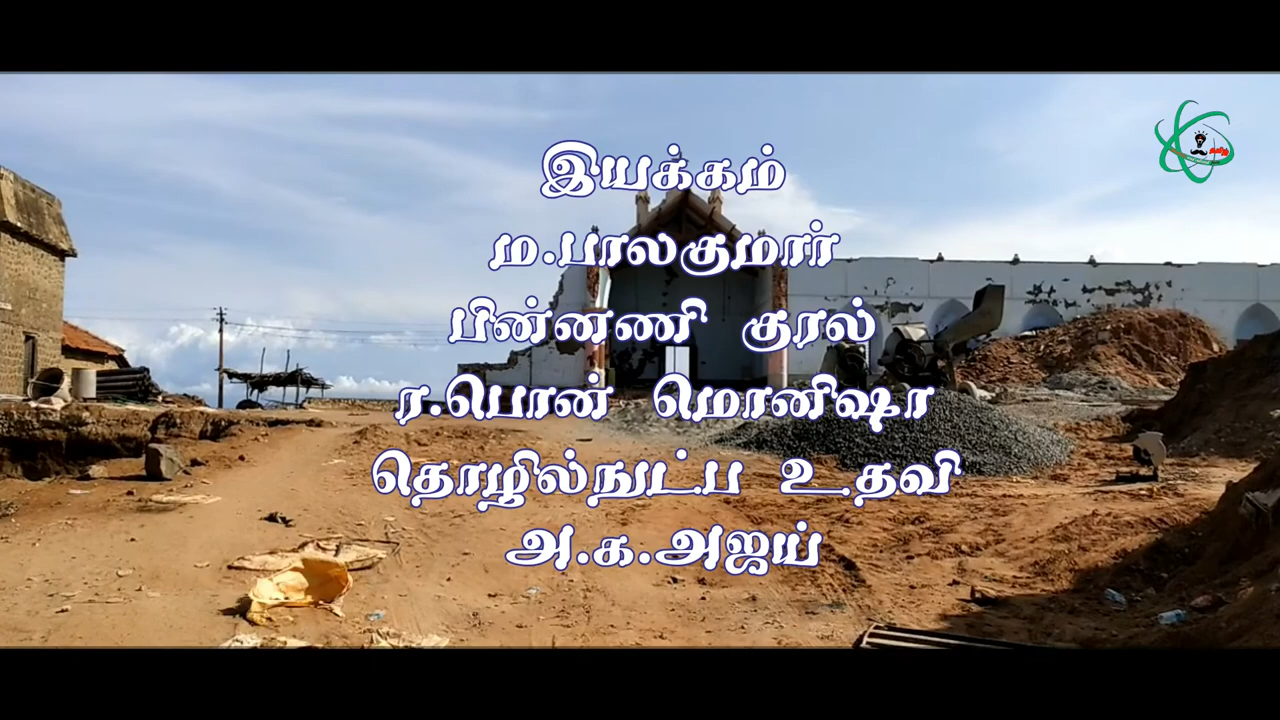 இயக்கம்
ம.பாலகுமார்
பின்னணி குரல்
ர.பொன் மொனிஷா
தொழில்நுட்ப உதவி
அ.க.அஜய்